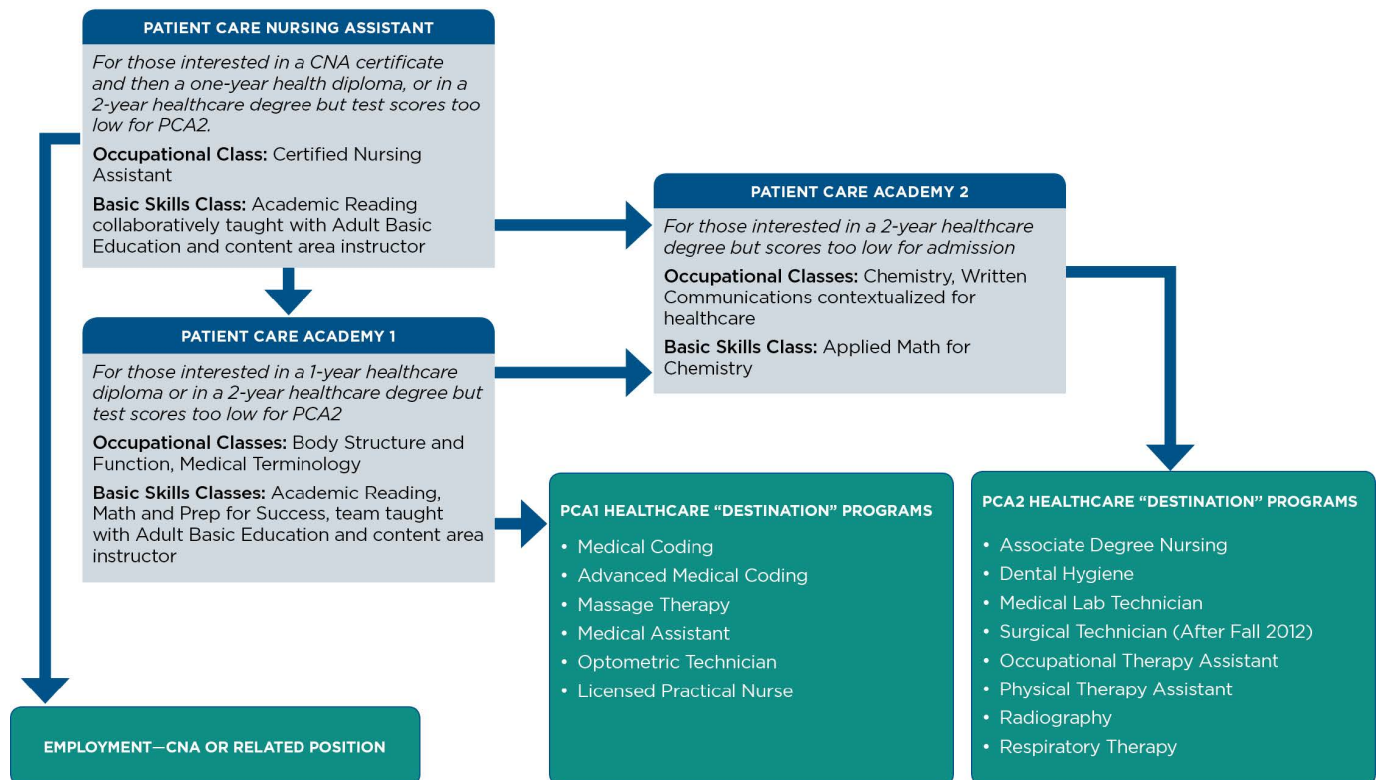 PATIENT CARE NURSING ASSISTANT
For those interested in a CNA certificate
and then a one-year health diploma, or in a
2-year healthcare degree but test scores too
low for PCA2.
Occupational Class: Certified Nursing
Assistant
Basic Skills Class: Academic Reading
collaboratively taught with Adult Basic
Education and content area instructor
PATIENT CARE ACADEMY 2
For those interested in a 2-year healthcare
degree but scores too low for admission
Occupational Classes: Chemistry, Written
Communications contextualized for
healthcare
Basic Skills Class: Applied Math for
Chemistry
PATIENT CARE ACADEMY 1
For those interested in a 1-year healthcare
diploma or in a 2-year healthcare degree but
test scores too low for PCA2
Occupational Classes: Body Structure and
Function, Medical Terminology
Basic Skills Classes: Academic Reading,
Math and Prep for Success, team taught
with Adult Basic Education and content area
instructor
PCA1 HEALTHCARE “DESTINATION” PROGRAMS
• Medical Coding
• Advanced Medical Coding
• Massage Therapy
• Medical Assistant
• Optometric Technician
• Licensed Practical Nurse
PCA2 HEALTHCARE “DESTINATION” PROGRAMS
• Associate Degree Nursing
• Dental Hygiene
• Medical Lab Technician
• Surgical Technician (After Fall 2012)
• Occupational Therapy Assistant
• Physical Therapy Assistant
• Radiography
• Respiratory Therapy
EMPLOYMENT—CNA OR RELATED POSITION